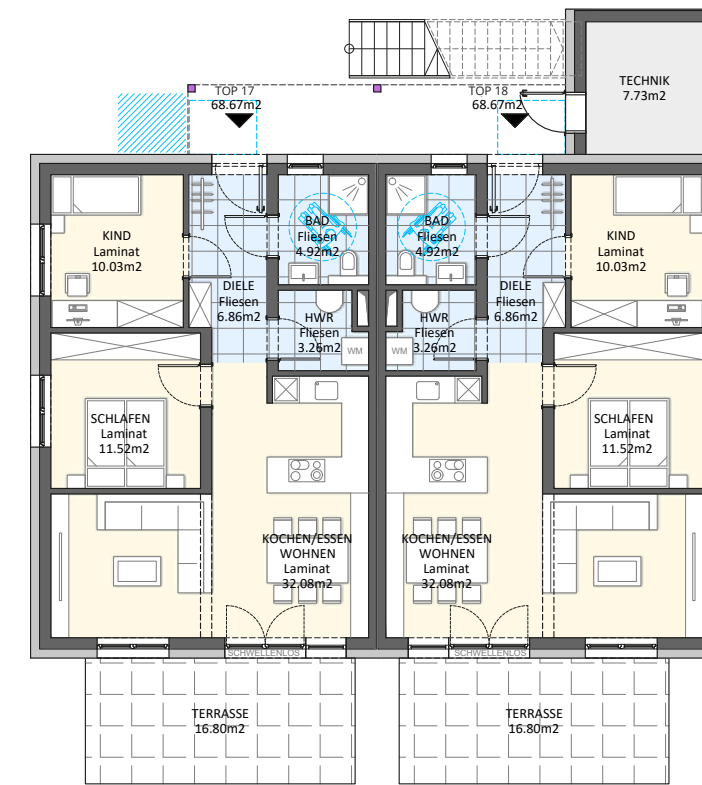 TECHNIK
7.73m2
TOP 17
68.67m2
TOP 18
68.67m2
KIND
Laminat
10.03m2
BAD
Fliesen
4.92m2
BAD
Fliesen
4.92m2
KIND
Laminat
10.03m2
DIELE
Fliesen
6.86m2
DIELE
Fliesen
6.86m2
HWR
Fliesen
3.26m2
WM
HWR
Fliesen
3.26m2
WM
SCHLAFEN
Laminat
11.52m2
SCHLAFEN
Laminat
11.52m2
KOCHEN/ESSEN
WOHNEN
Laminat
32.08m2
KOCHEN/ESSEN
WOHNEN
Laminat
32.08m2
SCHWELLENLOS
SCHWELLENLOS
TERRASSE
16.80m2
TERRASSE
16.80m2